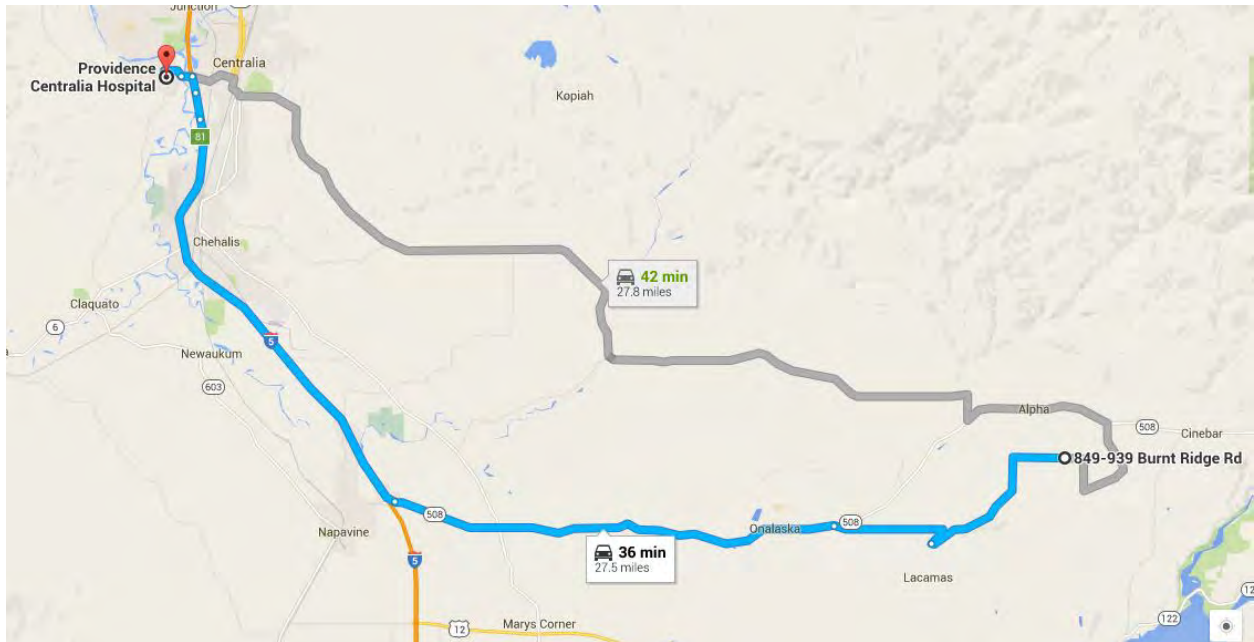 Junction
Providence
Centralia Hospital
Centralia
Kopiah
81
Chehalis
42 min
27.8 miles
Claquato
6
5
Newaukum
603
Alpha
508
Cinebar
849-939 Burnt Ridge Rd
508
Onalaska
508
Napavine
36 min
27.5 miles
5
Lacamas
12
Marys Corner
122